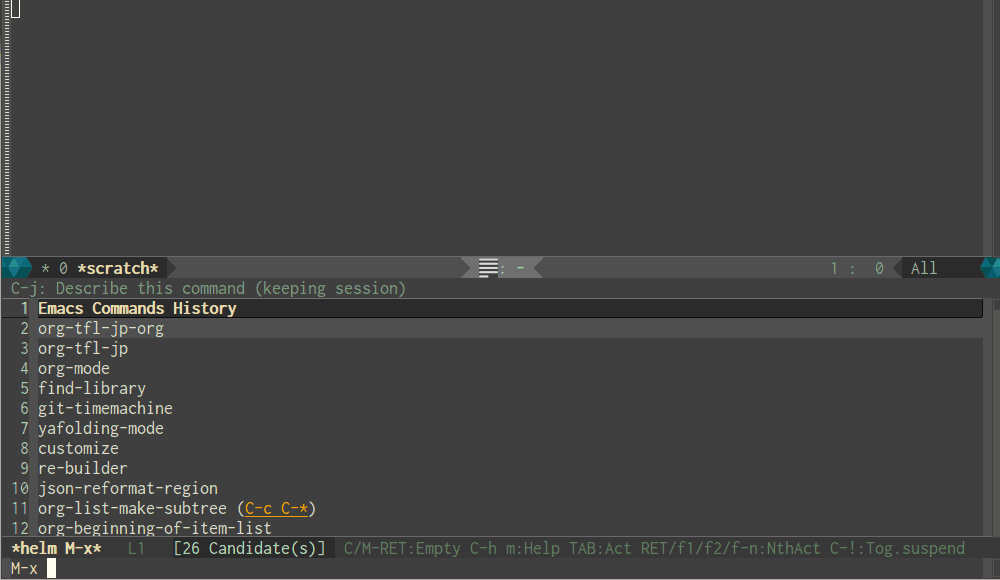 * 0 *scratch* : - 1 : 0 All
C-j: Describe this command (keeping session)
1 Emacs Commands History
2 org-tfl-jp-org
3 org-tfl-jp
4 org-mode
5 find-library
6 git-timemachine
7 yafolding-mode
8 customize
9 re-builder
10 json-reformat-region
11 org-list-make-subtree (C-c C-*)
12 org-beginning-of-item-list
*helm M-x* L1 [26 Candidate(s)] C/M-RET:Empty C-h m:Help TAB:Act RET/f1/f2/f-n:NthAct C-!:Tog.suspend
M-x